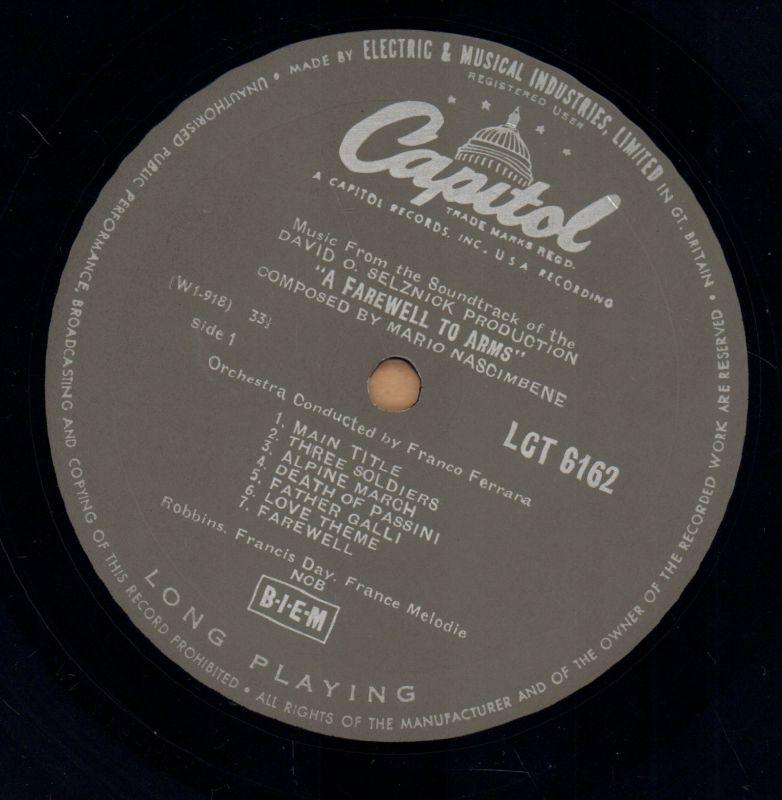 MADE BY ELECTRIC & MUSICAL INDUSTRIES, LIMITED IN GT. BRITAIN • ALL RIGHTS OF THE MANUFACTURER AND OF THE OWNER OF THE RECORDED WORK ARE RESERVED
UNAUTHORISED PUBLIC PERFORMANCE, BROADCASTING AND COPYING OF THIS RECORD PROHIBITED •
REGISTERED USER
Capitol
TRADE MARKS REGD.
A CAPITOL RECORDS, INC. U S A RECORDING
Music From the Soundtrack of the
DAVID O. SELZNICK PRODUCTION
"A FAREWELL TO ARMS"
COMPOSED BY MARIO NASCIMBENE
(W1-918) 33⅓
side 1
LCT 6162
Orchestra Conducted by Franco Ferrana
1. MAIN TITLE
2. THREE SOLDIERS
3. ALPINE MARCH
4. DEATH OF PASSINI
5. FATHER GALLI
6. LOVE THEME
7. FAREWELL
Robbins. Francis Day. France Melodie
NCB
B·I·E·M
LONG PLAYING